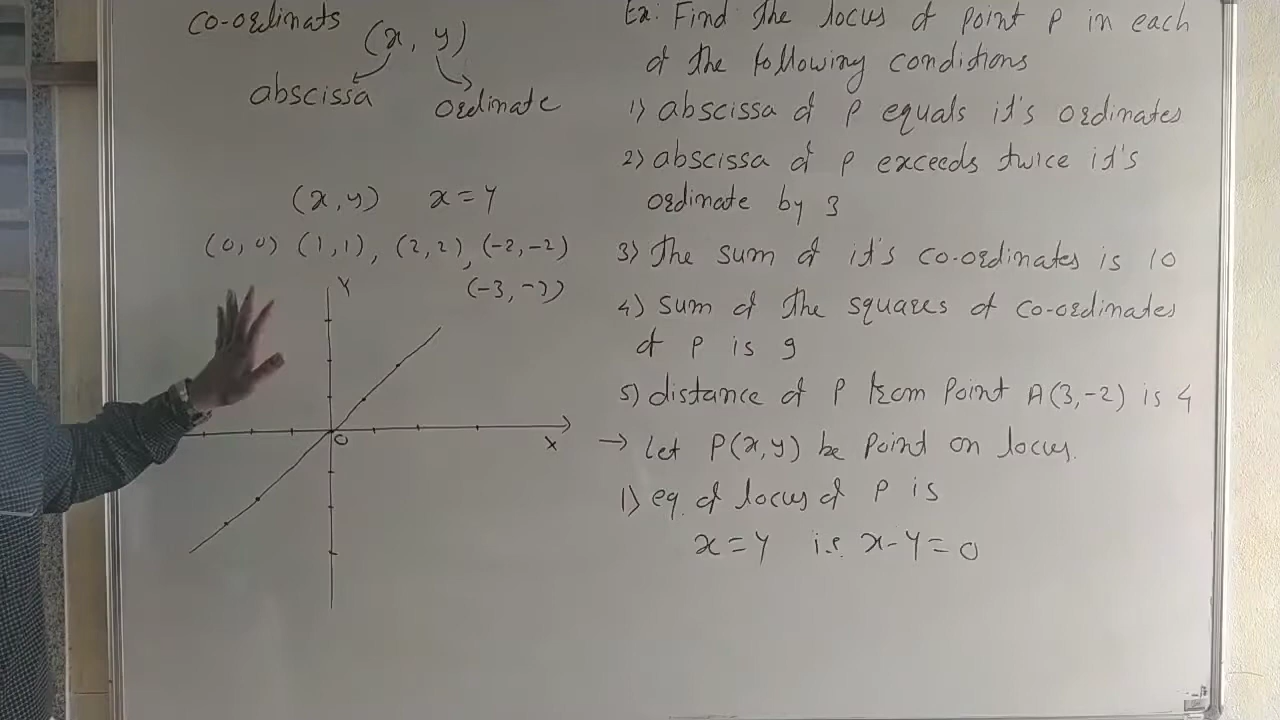 co-ordinats
(x, y)
abscissa
ordinate
(x, y) x = y
(0, 0) (1, 1), (2, 2), (-2, -2)
(-3, -3)
Y
O
X
Ex: Find the locus of point P in each
of the following conditions
1) abscissa of P equals it's ordinates
2) abscissa of P exceeds twice it's
ordinate by 3
3) The sum of it's co-ordinates is 10
4) sum of the squares of co-ordinates
of P is 9
5) distance of P from Point A(3, -2) is 4
→ Let P(x, y) be Point on locus.
1) eq. of locus of P is
x = y i.e. x - y = 0